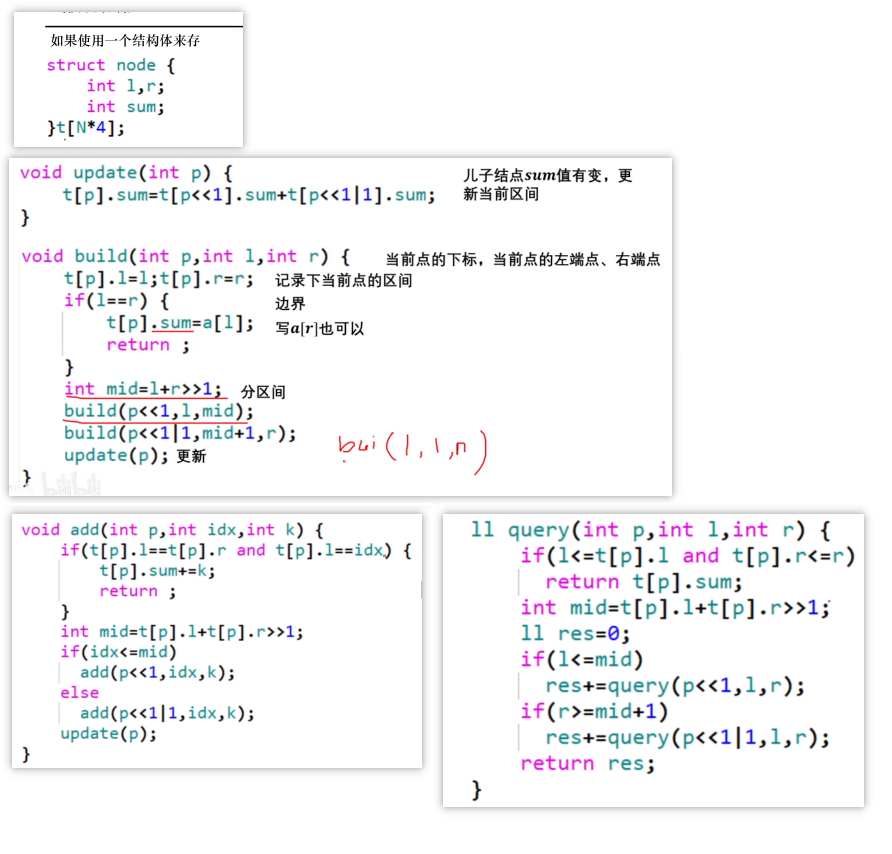 如果使用一个结构体来存
struct node {
int l,r;
int sum;
}t[N*4];
void update(int p) {
t[p].sum=t[p<<1].sum+t[p<<1|1].sum;
}
儿子结点sum值有变，更
新当前区间
void build(int p,int l,int r) { 当前点的下标，当前点的左端点、右端点
t[p].l=l;t[p].r=r; 记录下当前点的区间
if(l==r) { 边界
t[p].sum=a[l]; 写a[r]也可以
return ;
}
int mid=l+r>>1; 分区间
build(p<<1,l,mid);
build(p<<1|1,mid+1,r);
update(p); 更新
}
bui(1,1,n)
void add(int p,int idx,int k) {
if(t[p].l==t[p].r and t[p].l==idx) {
t[p].sum+=k;
return ;
}
int mid=t[p].l+t[p].r>>1;
if(idx<=mid)
add(p<<1,idx,k);
else
add(p<<1|1,idx,k);
update(p);
}
ll query(int p,int l,int r) {
if(l<=t[p].l and t[p].r<=r)
return t[p].sum;
int mid=t[p].l+t[p].r>>1;
ll res=0;
if(l<=mid)
res+=query(p<<1,l,r);
if(r>=mid+1)
res+=query(p<<1|1,l,r);
return res;
}